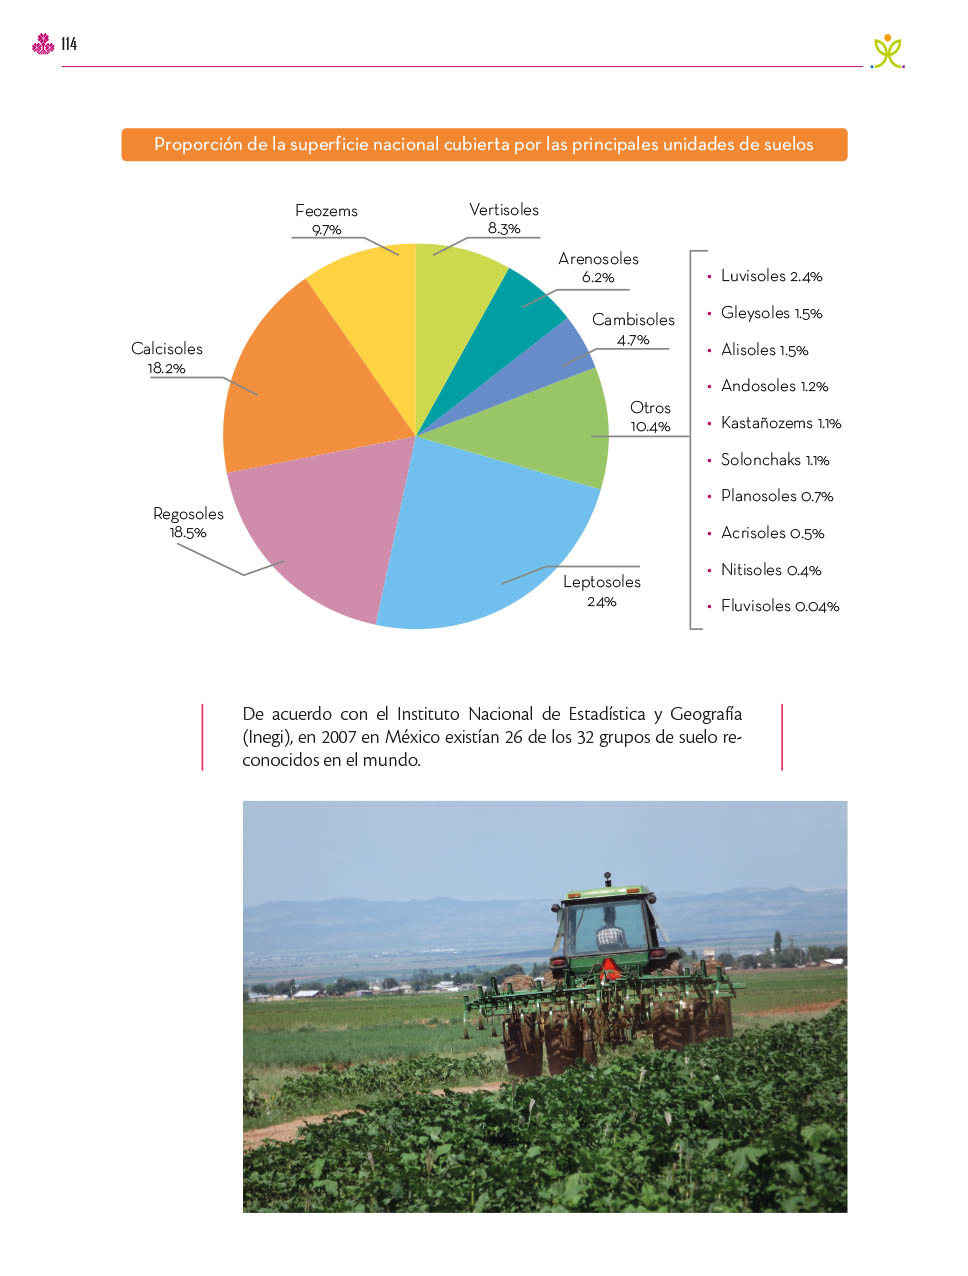 114
Proporción de la superficie nacional cubierta por las principales unidades de suelos
Feozems
9.7%
Vertisoles
8.3%
Arenosoles
6.2%
Cambisoles
4.7%
Calcisoles
18.2%
Otros
10.4%
Regosoles
18.5%
Leptosoles
24%
• Luvisoles 2.4%
• Gleysoles 1.5%
• Alisoles 1.5%
• Andosoles 1.2%
• Kastañozems 1.1%
• Solonchaks 1.1%
• Planosoles 0.7%
• Acrisoles 0.5%
• Nitisoles 0.4%
• Fluvisoles 0.04%
De acuerdo con el Instituto Nacional de Estadística y Geografía
(Inegi), en 2007 en México existían 26 de los 32 grupos de suelo re-
conocidos en el mundo.